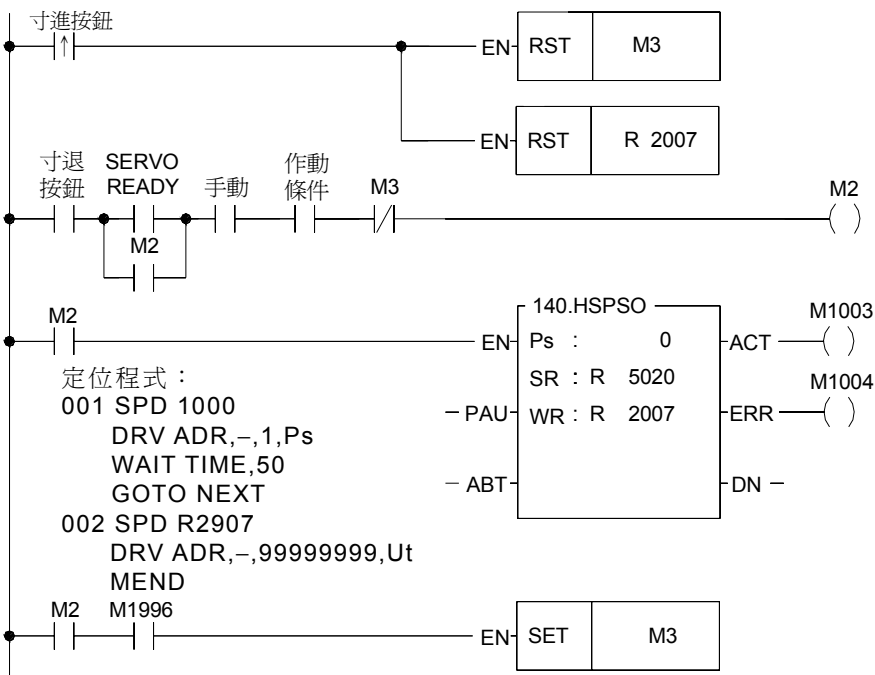 寸進按鈕
↑
EN RST M3
EN RST R 2007
寸退 SERVO 作動
按鈕 READY 手動 條件 M3 M2
M2
140.HSPSO
M2 M1003
EN Ps : 0 ACT
SR : R 5020 M1004
PAU WR : R 2007 ERR
ABT DN
定位程式：
001 SPD 1000
DRV ADR,−,1,Ps
WAIT TIME,50
GOTO NEXT
002 SPD R2907
DRV ADR,−,99999999,Ut
MEND
M2 M1996
EN SET M3